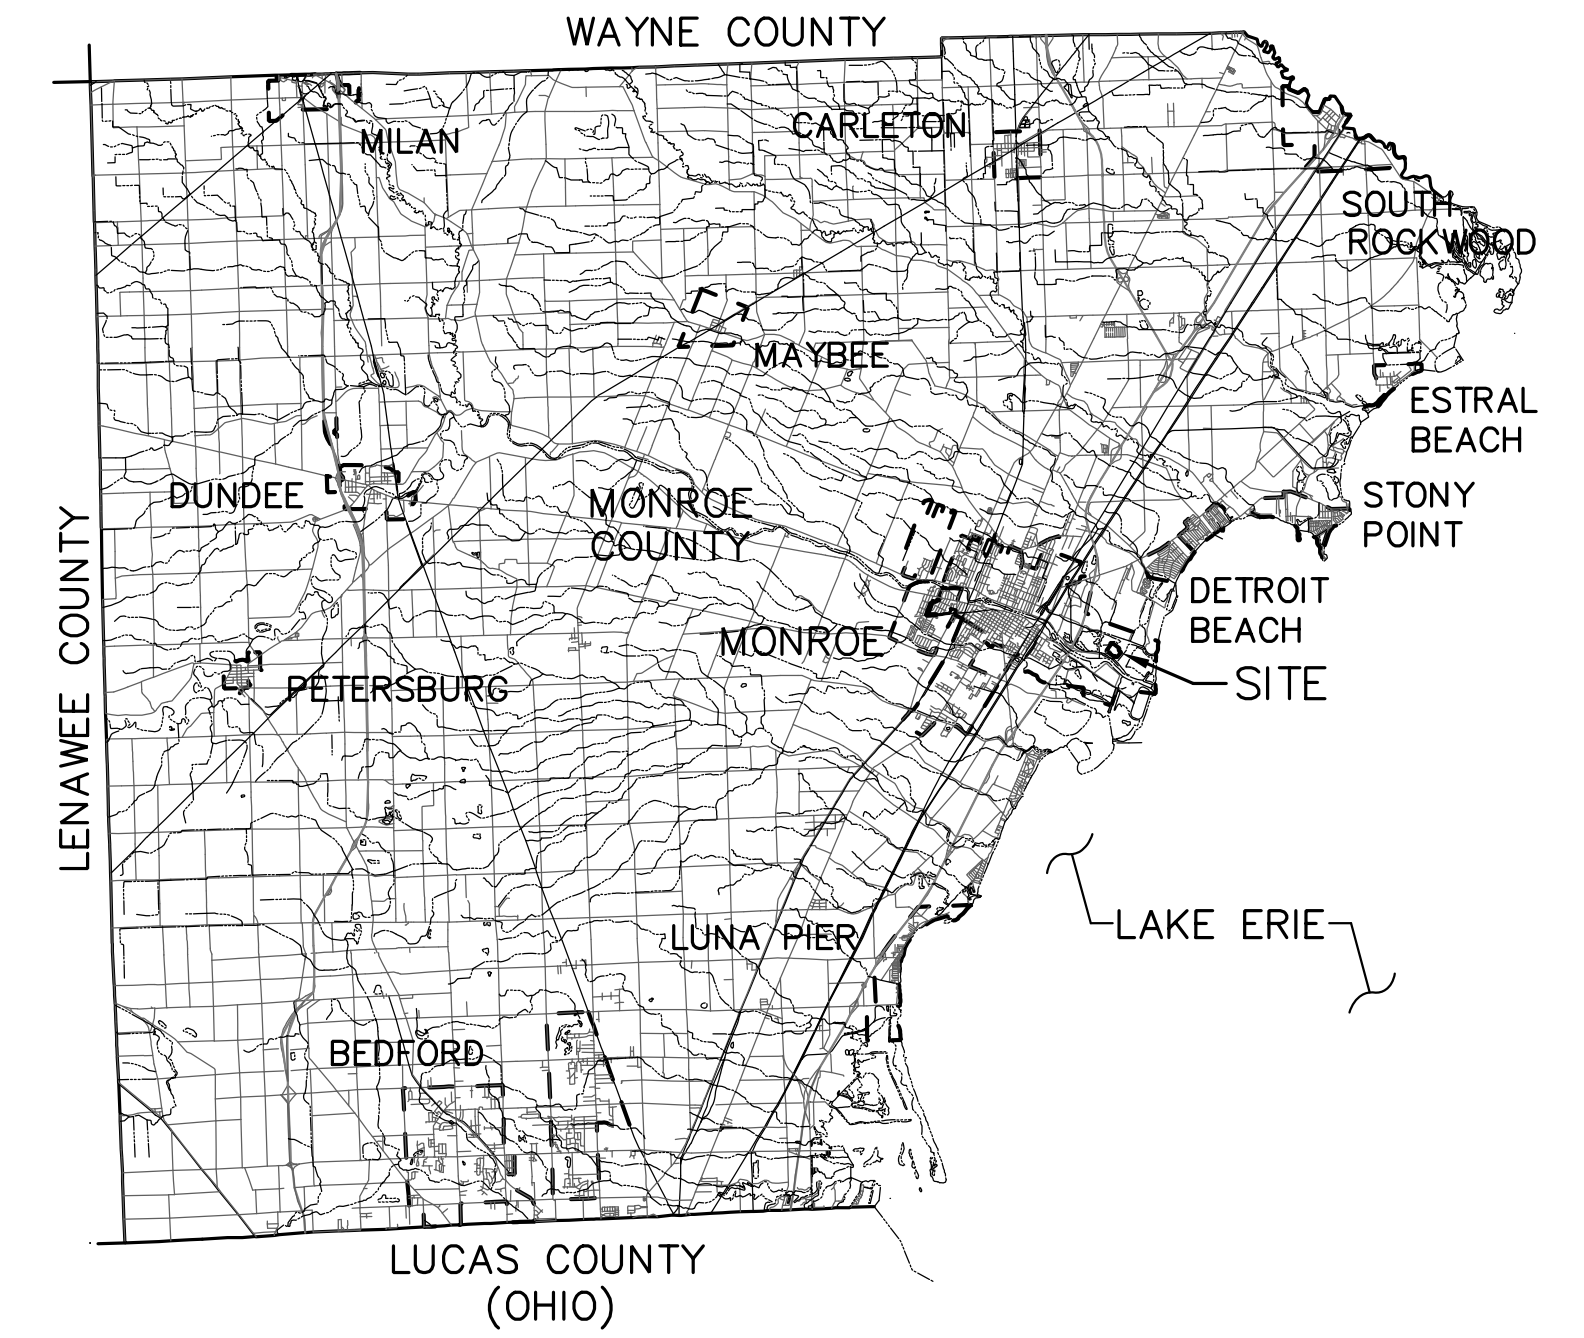 WAYNE COUNTY
MILAN
CARLETON
SOUTH
ROCKWOOD
MAYBEE
ESTRAL
BEACH
DUNDEE
MONROE
COUNTY
STONY
POINT
DETROIT
BEACH
MONROE
SITE
PETERSBURG
LENAWEE COUNTY
LUNA PIER
LAKE ERIE
BEDFORD
LUCAS COUNTY
(OHIO)